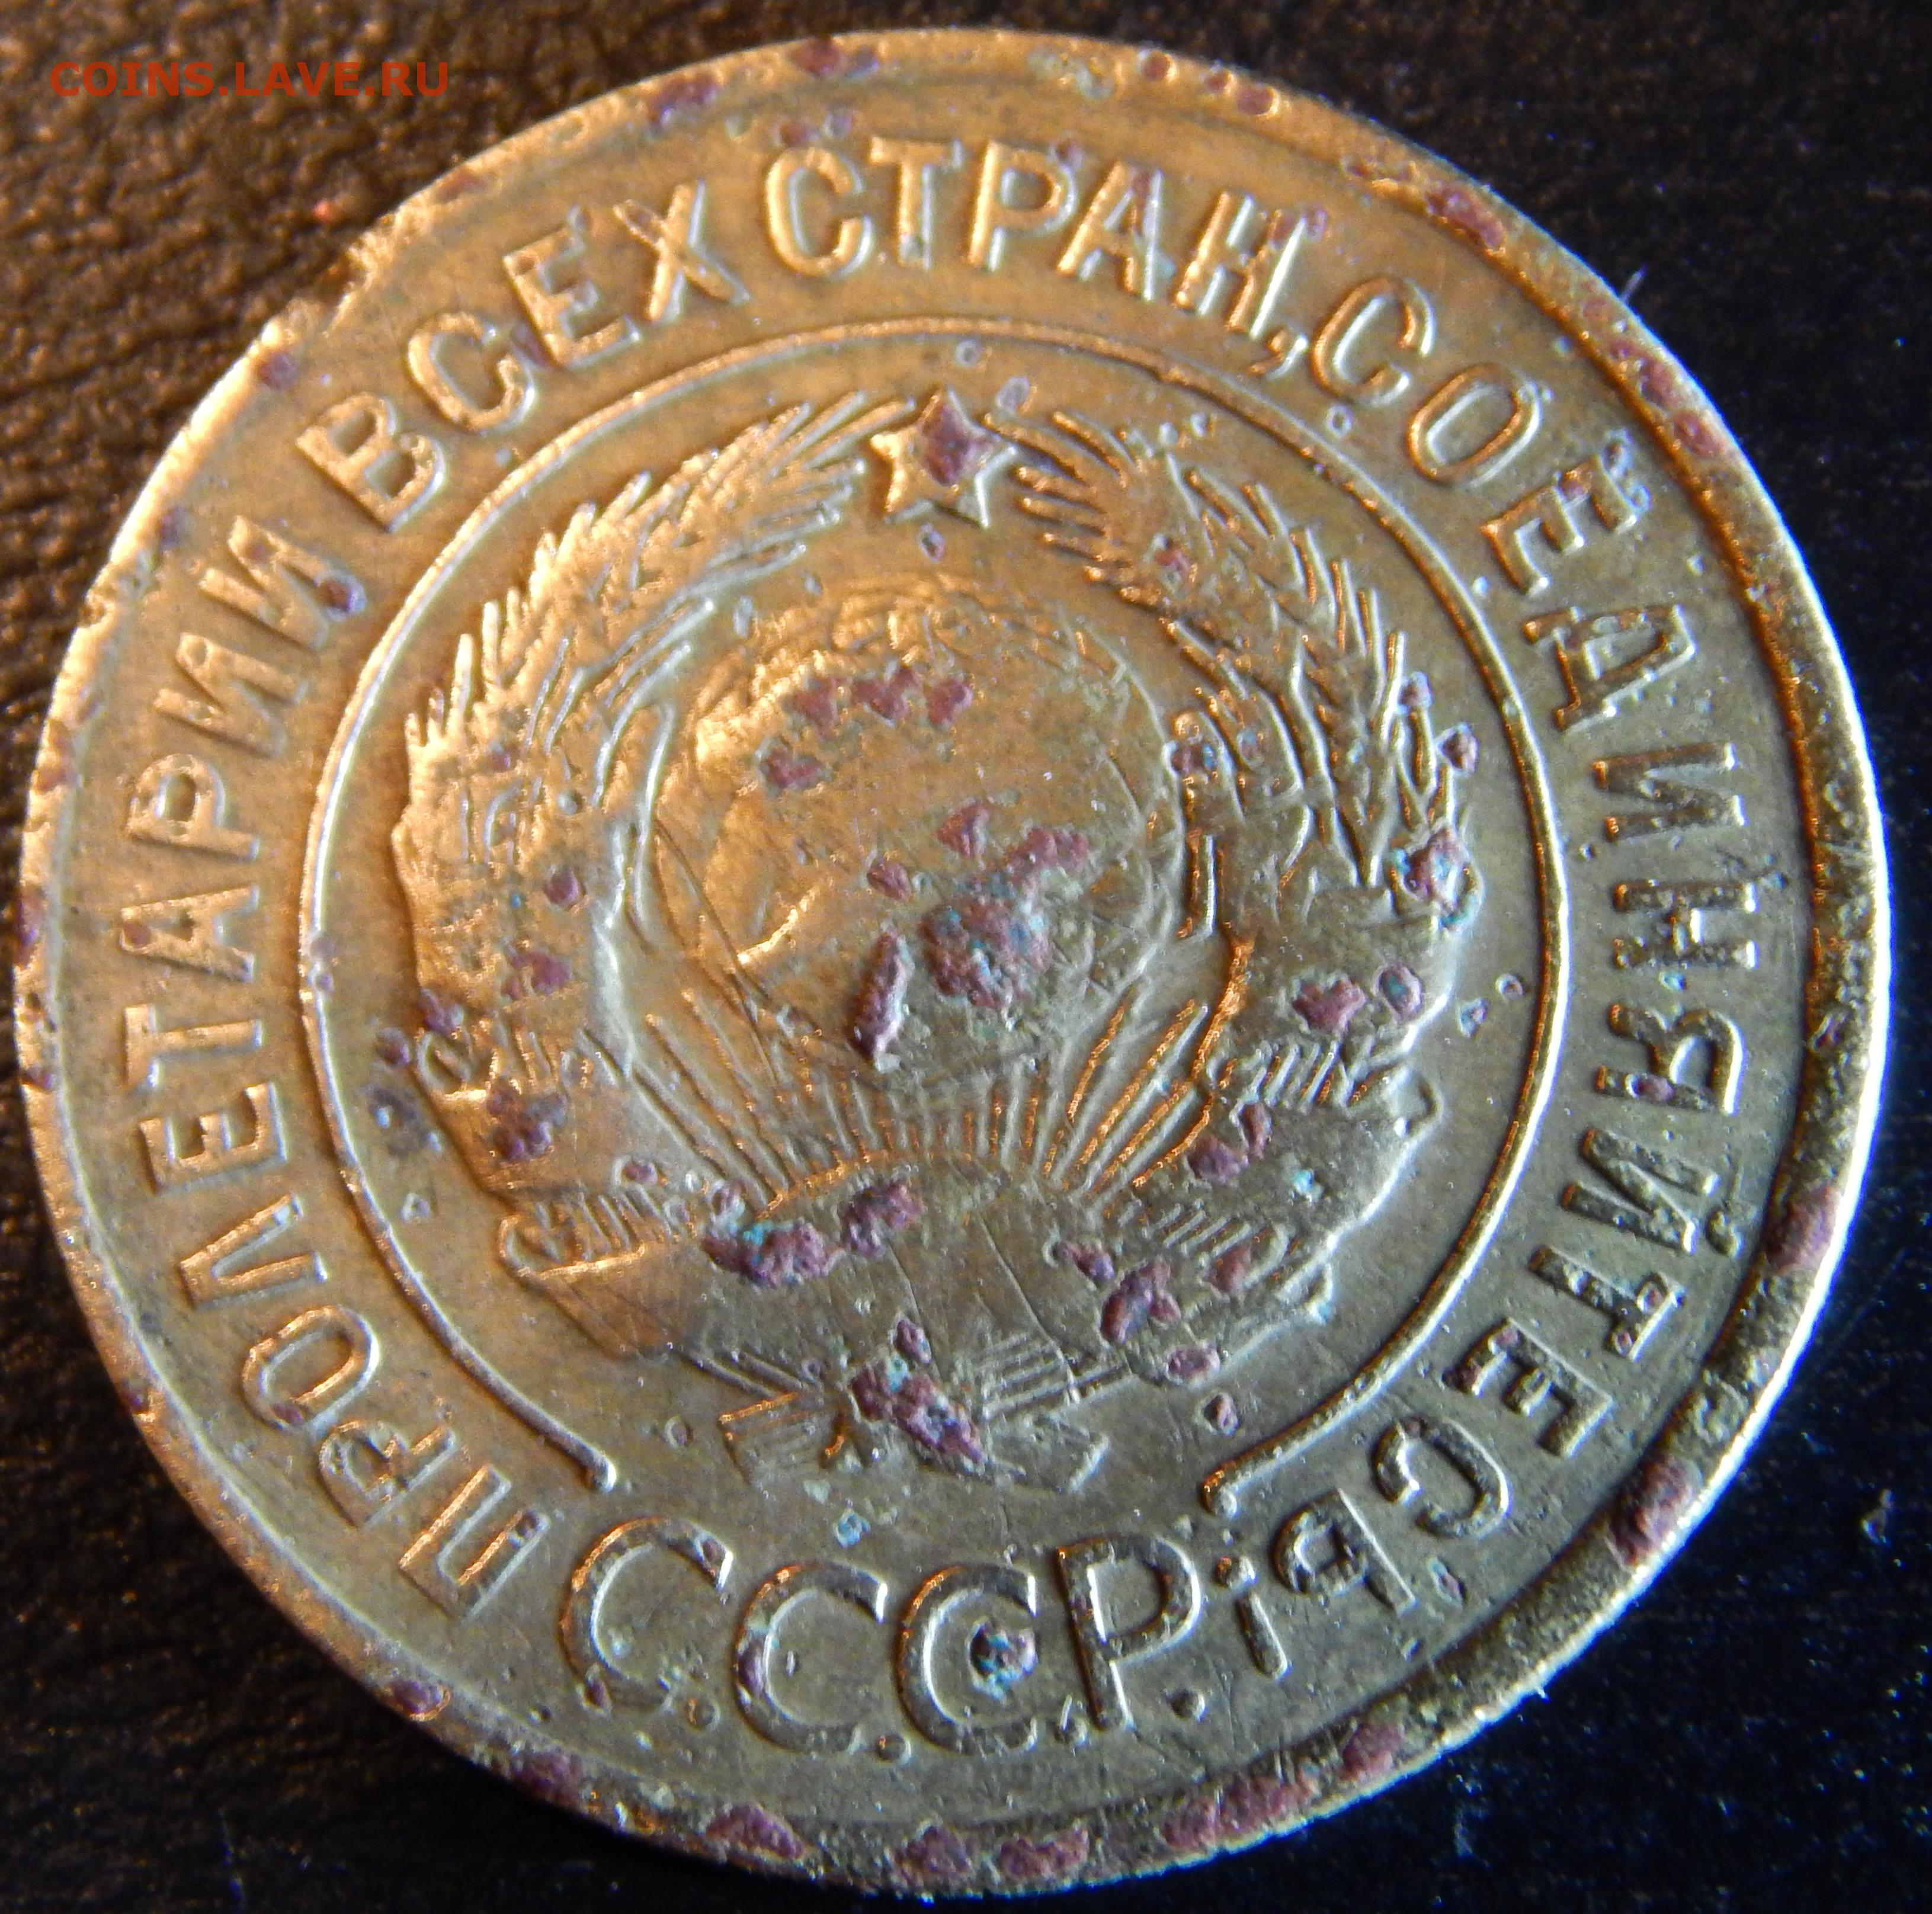 COINS.LAVE.RU
ПРОЛЕТАРИИ ВСЕХ СТРАН, СОЕДИНЯЙТЕСЬ!
С.С.С.Р.